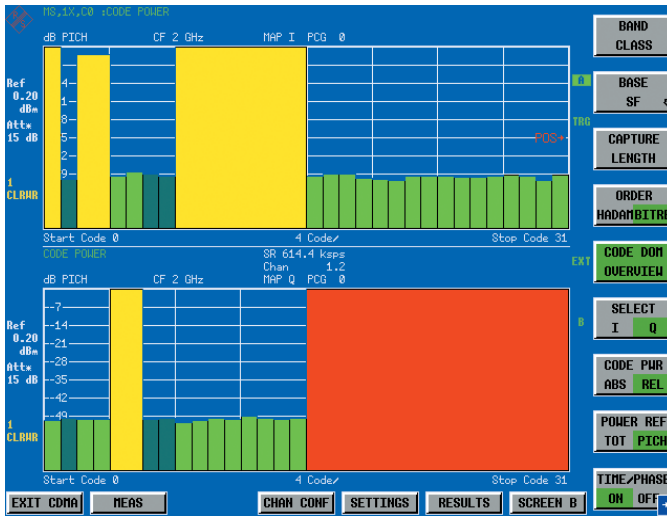 MS,1X,C0 :CODE POWER
dB PICH CF 2 GHz MAP I PCG 0
Ref
0.20
dBm
Att*
15 dB
1
CLRWR
4-
1-
8-
5-
2-
9-
POS*
A
TRG
Start Code 0 4 Code/ Stop Code 31
CODE POWER SR 614.4 ksps
Chan 1.2
dB PICH CF 2 GHz MAP Q PCG 0
EXT
B
Ref
0.20
dBm
Att*
15 dB
1
CLRWR
-7
-14
-21
-28
-35
-42
-49
Start Code 0 4 Code/ Stop Code 31
BAND
CLASS
BASE
SF
CAPTURE
LENGTH
ORDER
HADAM BITRE
CODE DOM
OVERVIEW
SELECT
I Q
CODE PWR
ABS REL
POWER REF
TOT PICH
TIME/PHASE
ON OFF
EXIT CDMA MEAS CHAN CONF SETTINGS RESULTS SCREEN B